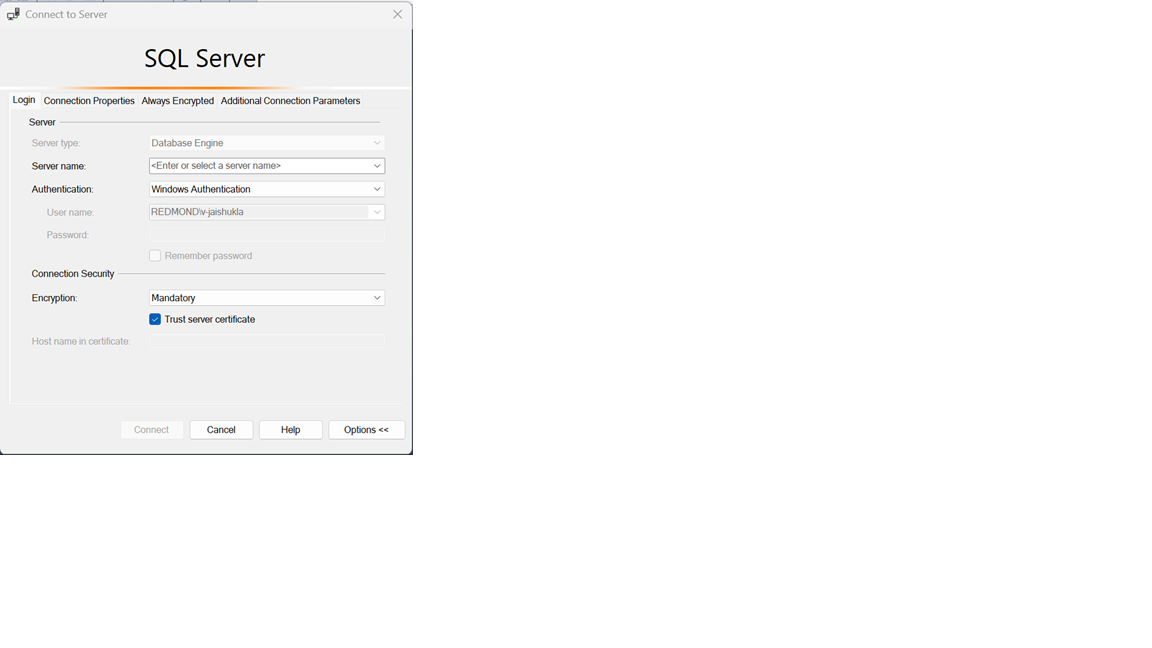 Connect to Server
SQL Server
Login Connection Properties Always Encrypted Additional Connection Parameters
Server
Server type: Database Engine
Server name: <Enter or select a server name>
Authentication: Windows Authentication
User name: REDMOND\v-jaishukla
Password:
Remember password
Connection Security
Encryption: Mandatory
Trust server certificate
Host name in certificate:
Connect Cancel Help Options <<